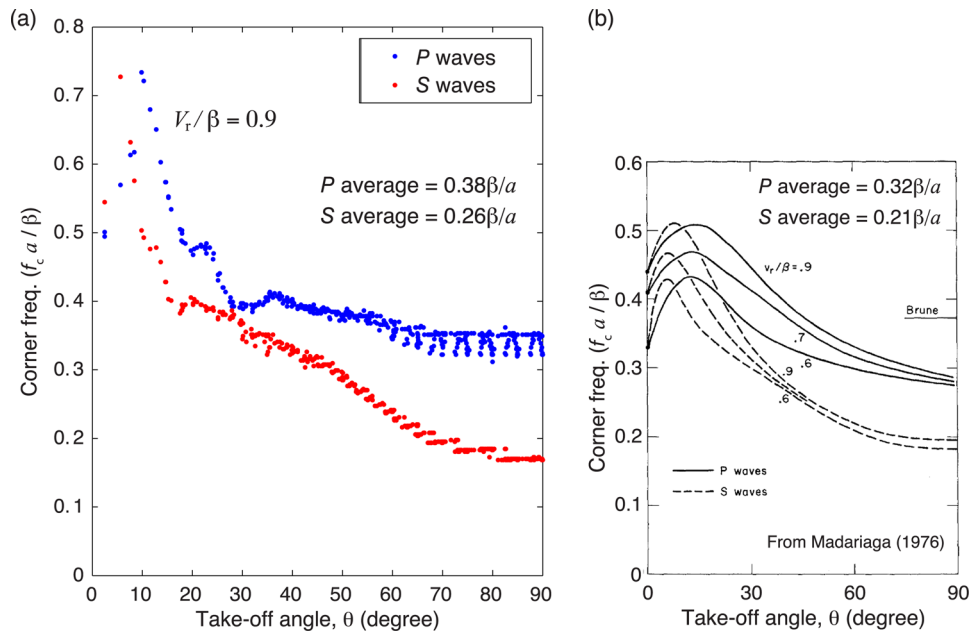 (a)
0.8
0.7
0.6
0.5
0.4
0.3
0.2
0.1
0
Corner freq. (f_c a / β)
P waves
S waves
V_r / β = 0.9
P average = 0.38β/a
S average = 0.26β/a
0 10 20 30 40 50 60 70 80 90
Take-off angle, θ (degree)
(b)
0.6
0.5
0.4
0.3
0.2
0.1
0
Corner freq. (f_c a / β)
P average = 0.32β/a
S average = 0.21β/a
v_r/β=.9
Brune
.7
.6
.9
.6
P waves
S waves
From Madariaga (1976)
0 30 60 90
Take-off angle, θ (degree)